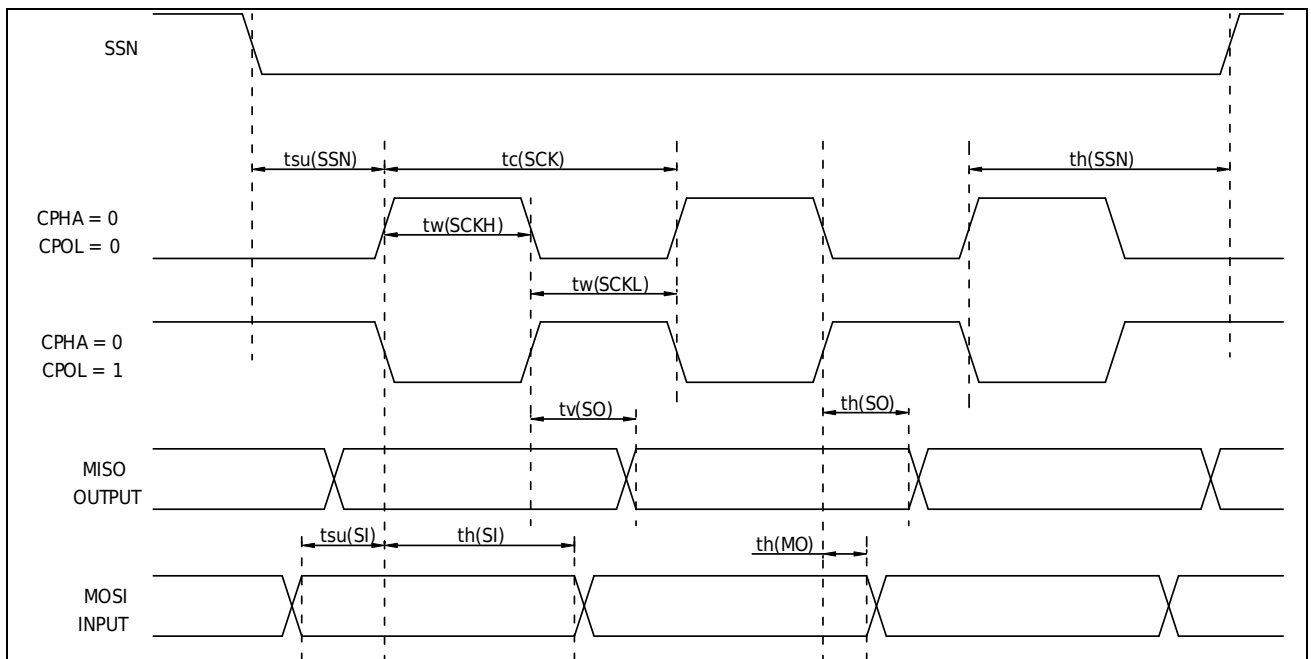 SSN
tsu(SSN)
tc(SCK)
th(SSN)
CPHA = 0
CPOL = 0
tw(SCKH)
tw(SCKL)
CPHA = 0
CPOL = 1
tv(SO)
th(SO)
MISO
OUTPUT
tsu(SI)
th(SI)
th(MO)
MOSI
INPUT